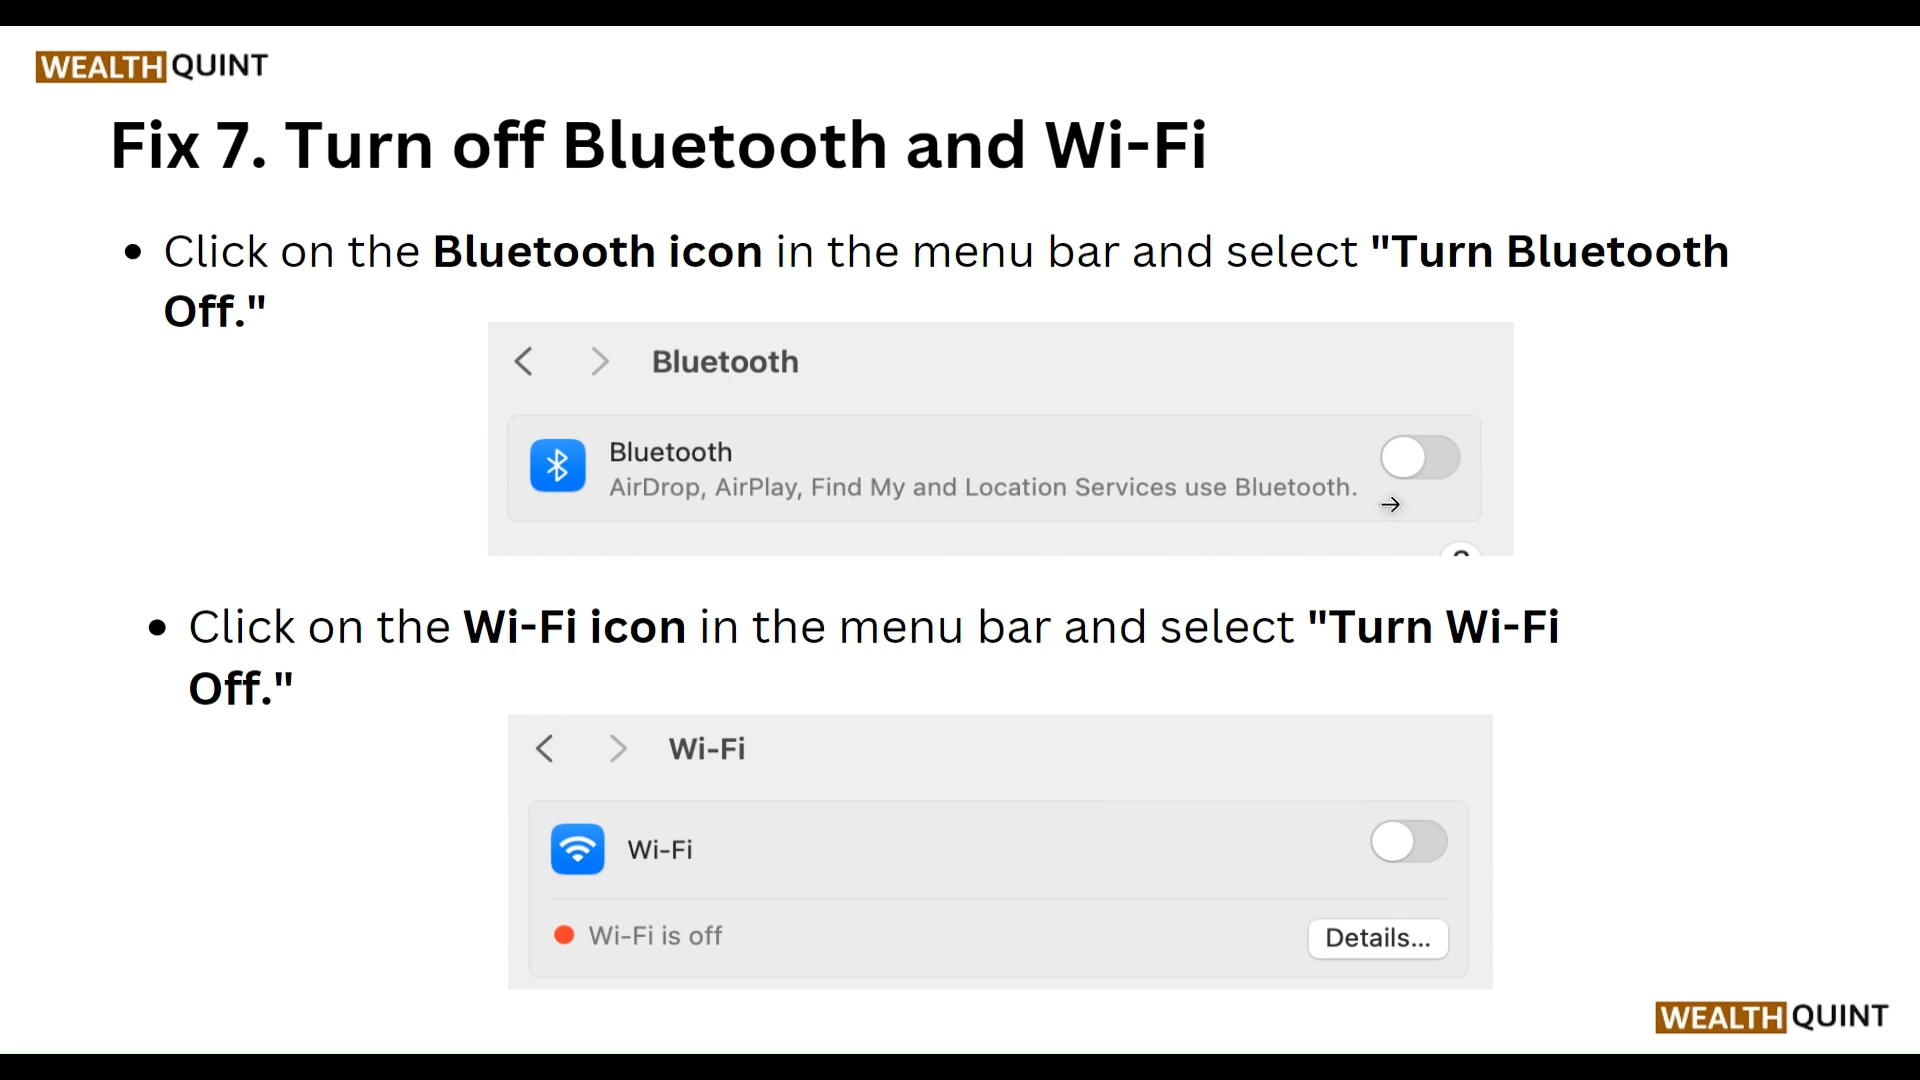 WEALTH QUINT
Fix 7. Turn off Bluetooth and Wi-Fi
• Click on the Bluetooth icon in the menu bar and select "Turn Bluetooth
Off."
Bluetooth
Bluetooth
AirDrop, AirPlay, Find My and Location Services use Bluetooth.
• Click on the Wi-Fi icon in the menu bar and select "Turn Wi-Fi
Off."
Wi-Fi
Wi-Fi
Wi-Fi is off
Details...
WEALTH QUINT